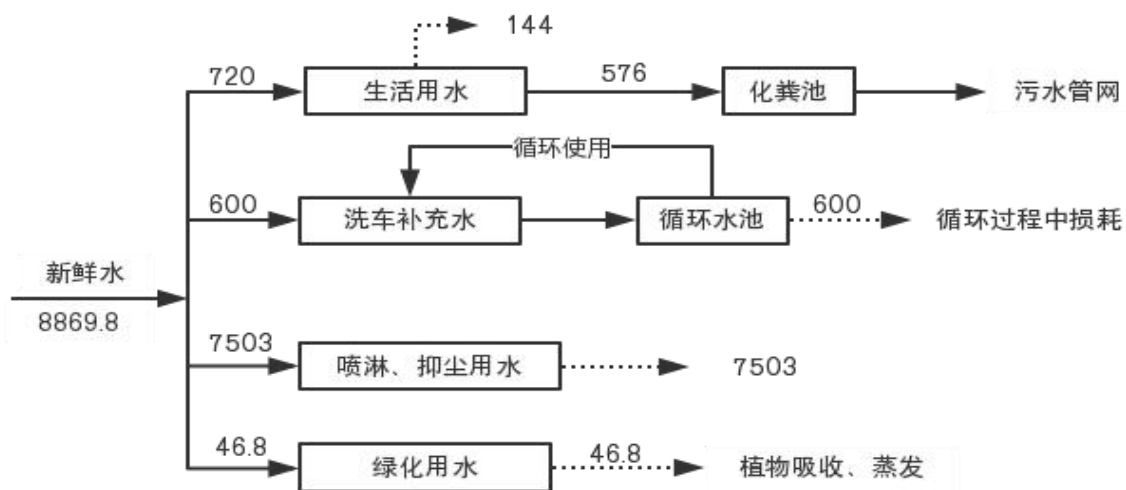 144
720
生活用水
576
化粪池
污水管网
循环使用
600
洗车补充水
循环水池
600
循环过程中损耗
新鲜水
8869.8
7503
喷淋、抑尘用水
7503
46.8
绿化用水
46.8
植物吸收、蒸发